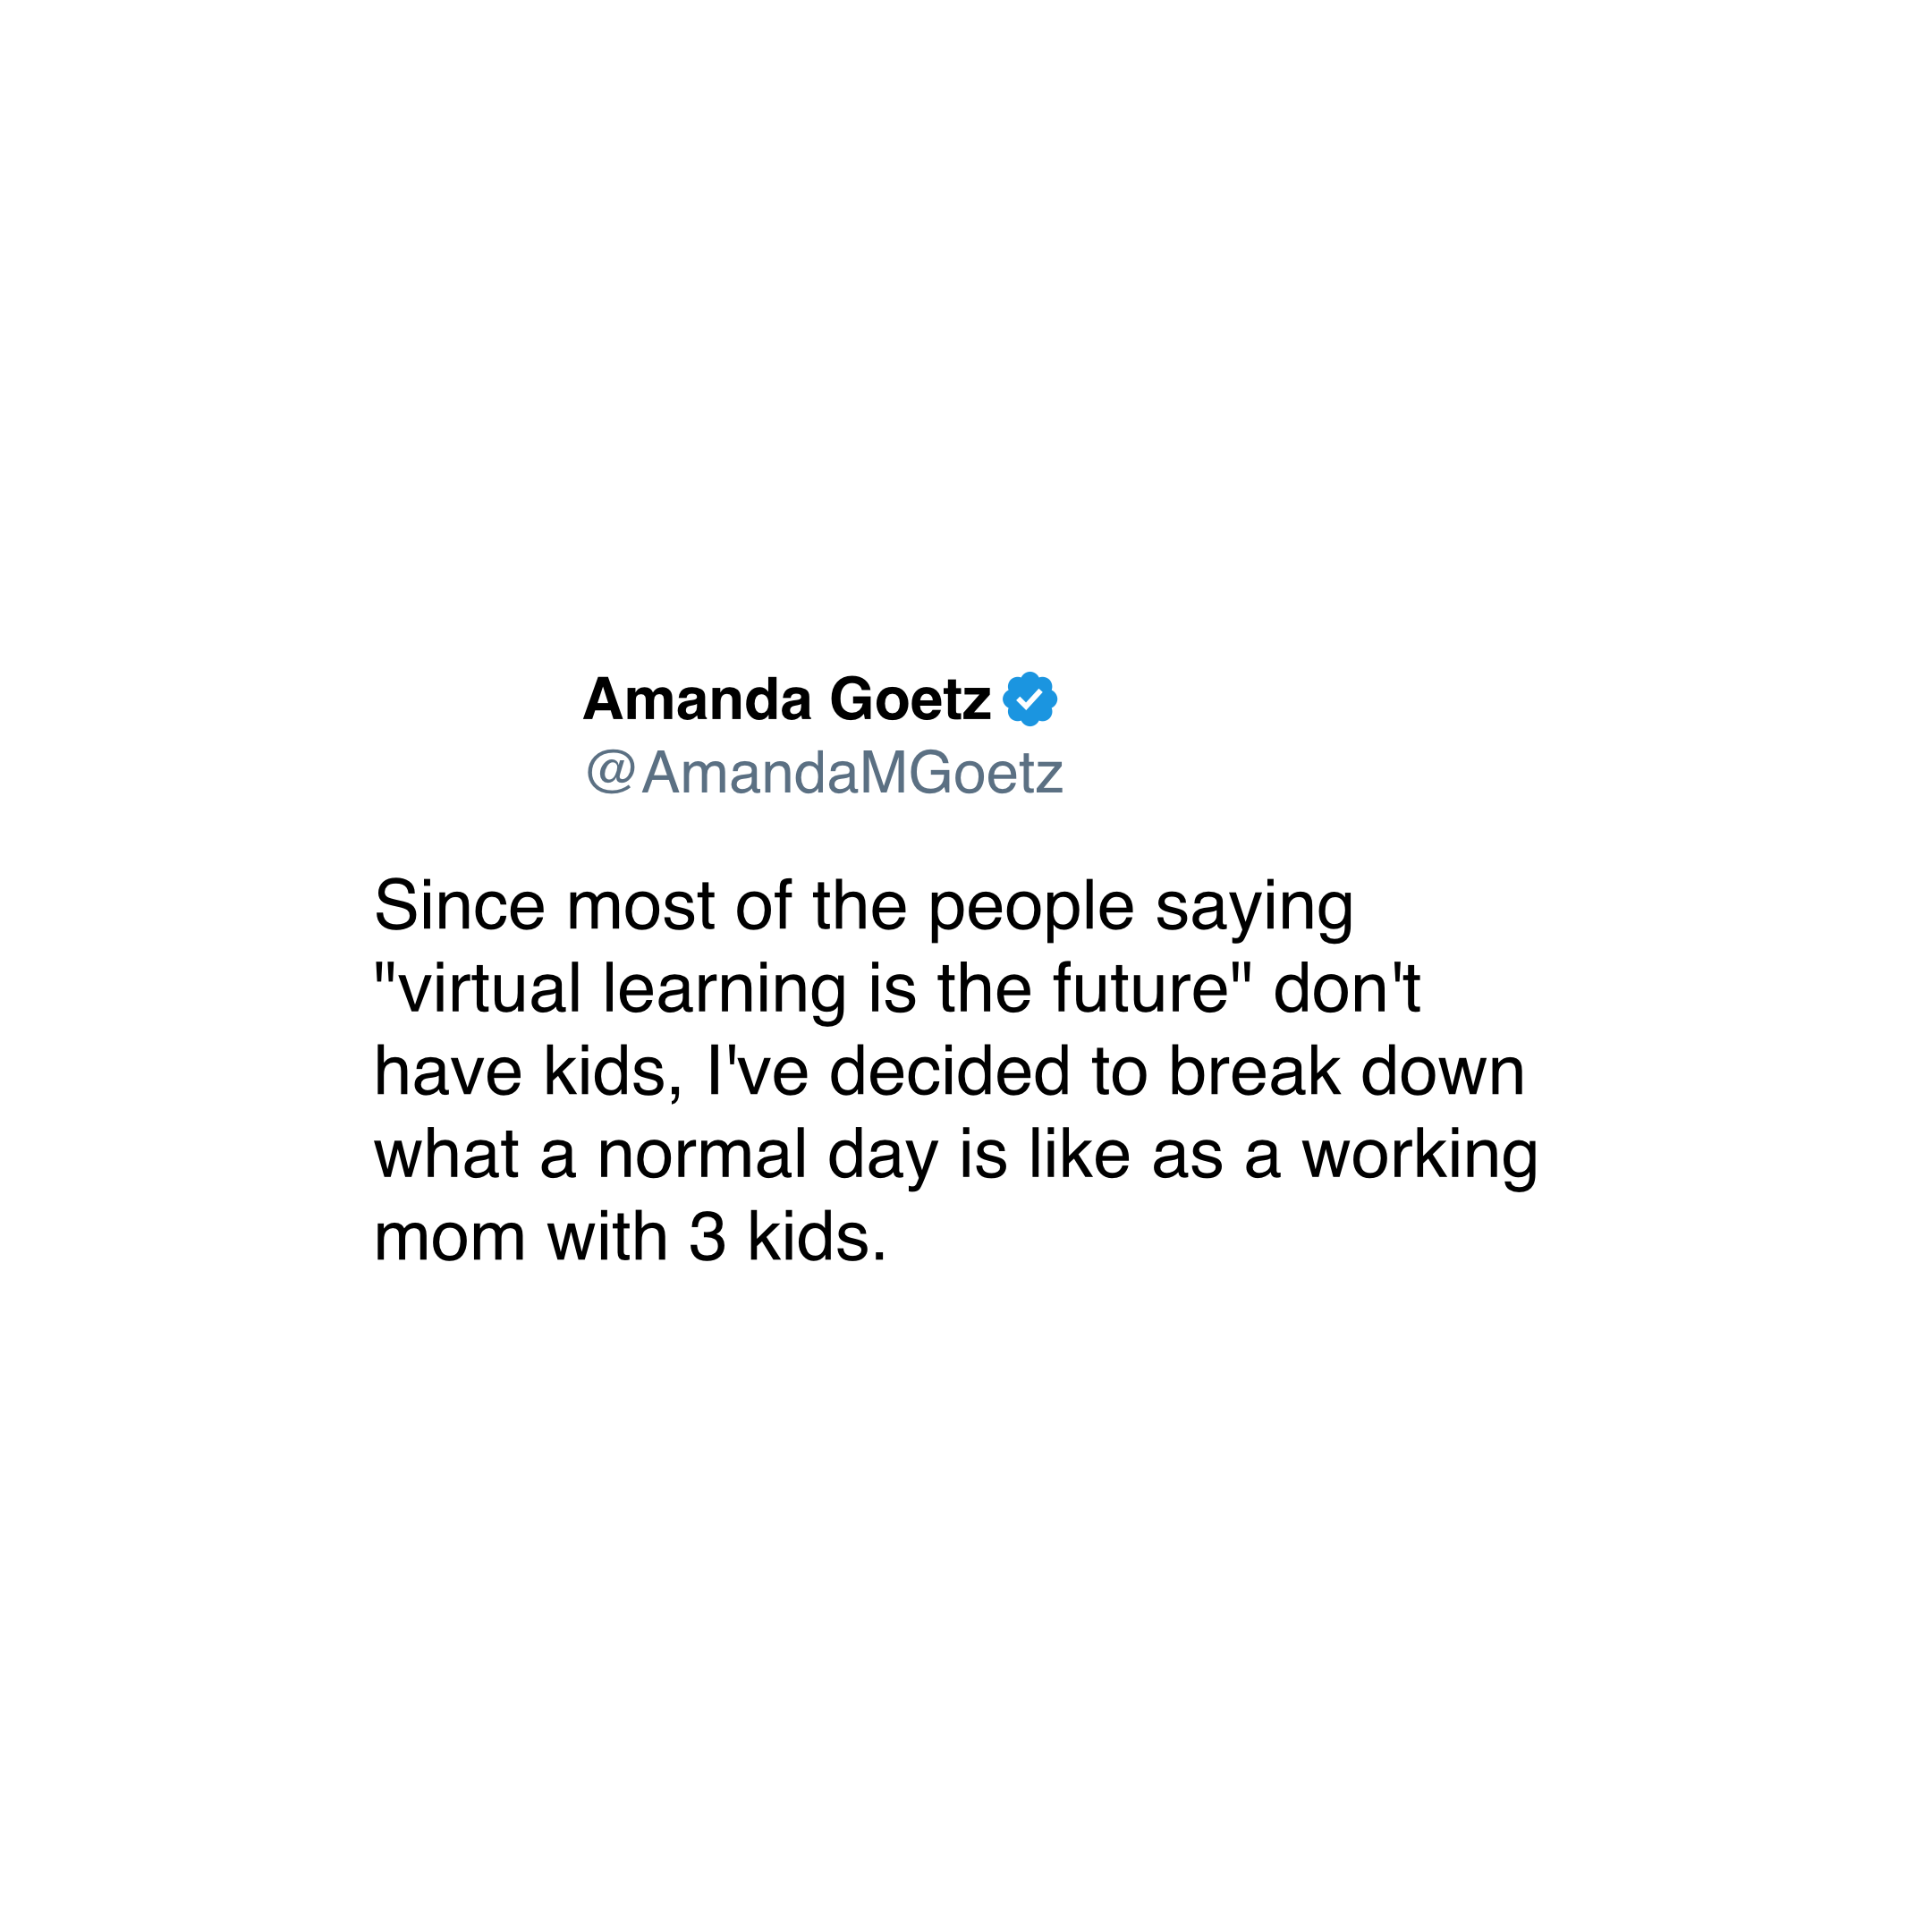 Amanda Goetz
@AmandaMGoetz
Since most of the people saying
"virtual learning is the future" don't
have kids, I've decided to break down
what a normal day is like as a working
mom with 3 kids.